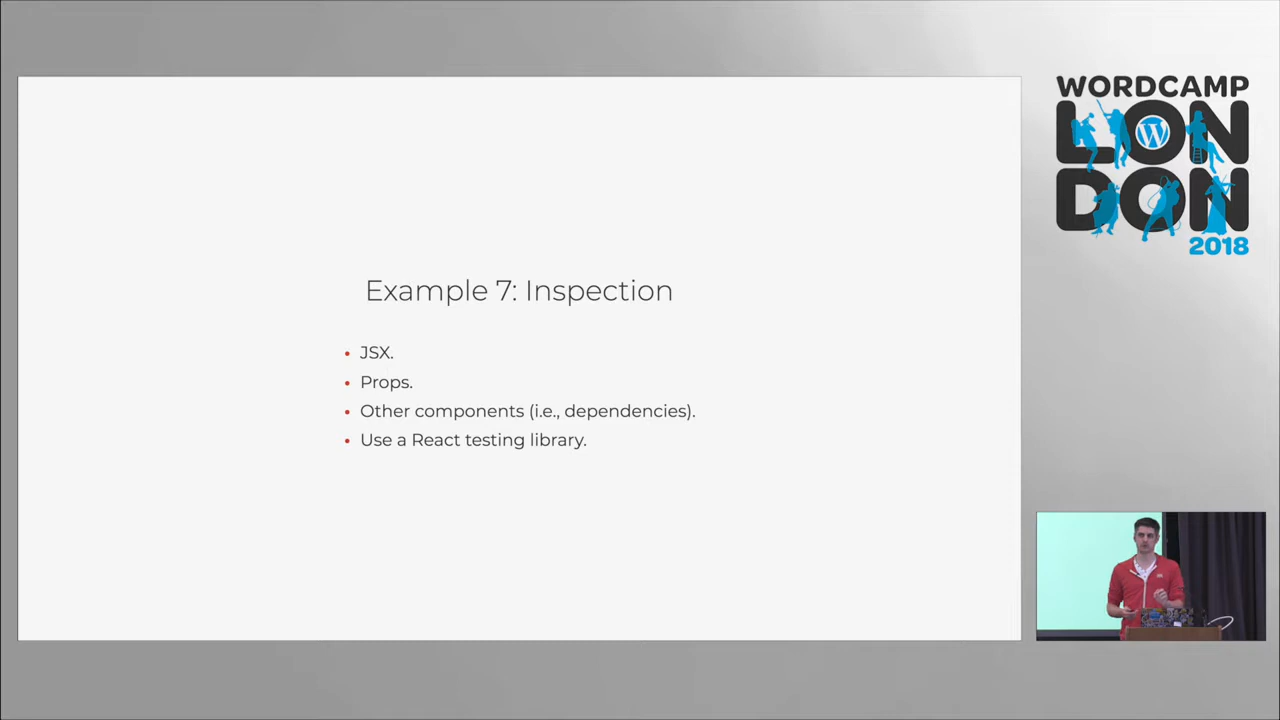 Example 7: Inspection
• JSX.
• Props.
• Other components (i.e., dependencies).
• Use a React testing library.
WORDCAMP
LON
DON
2018